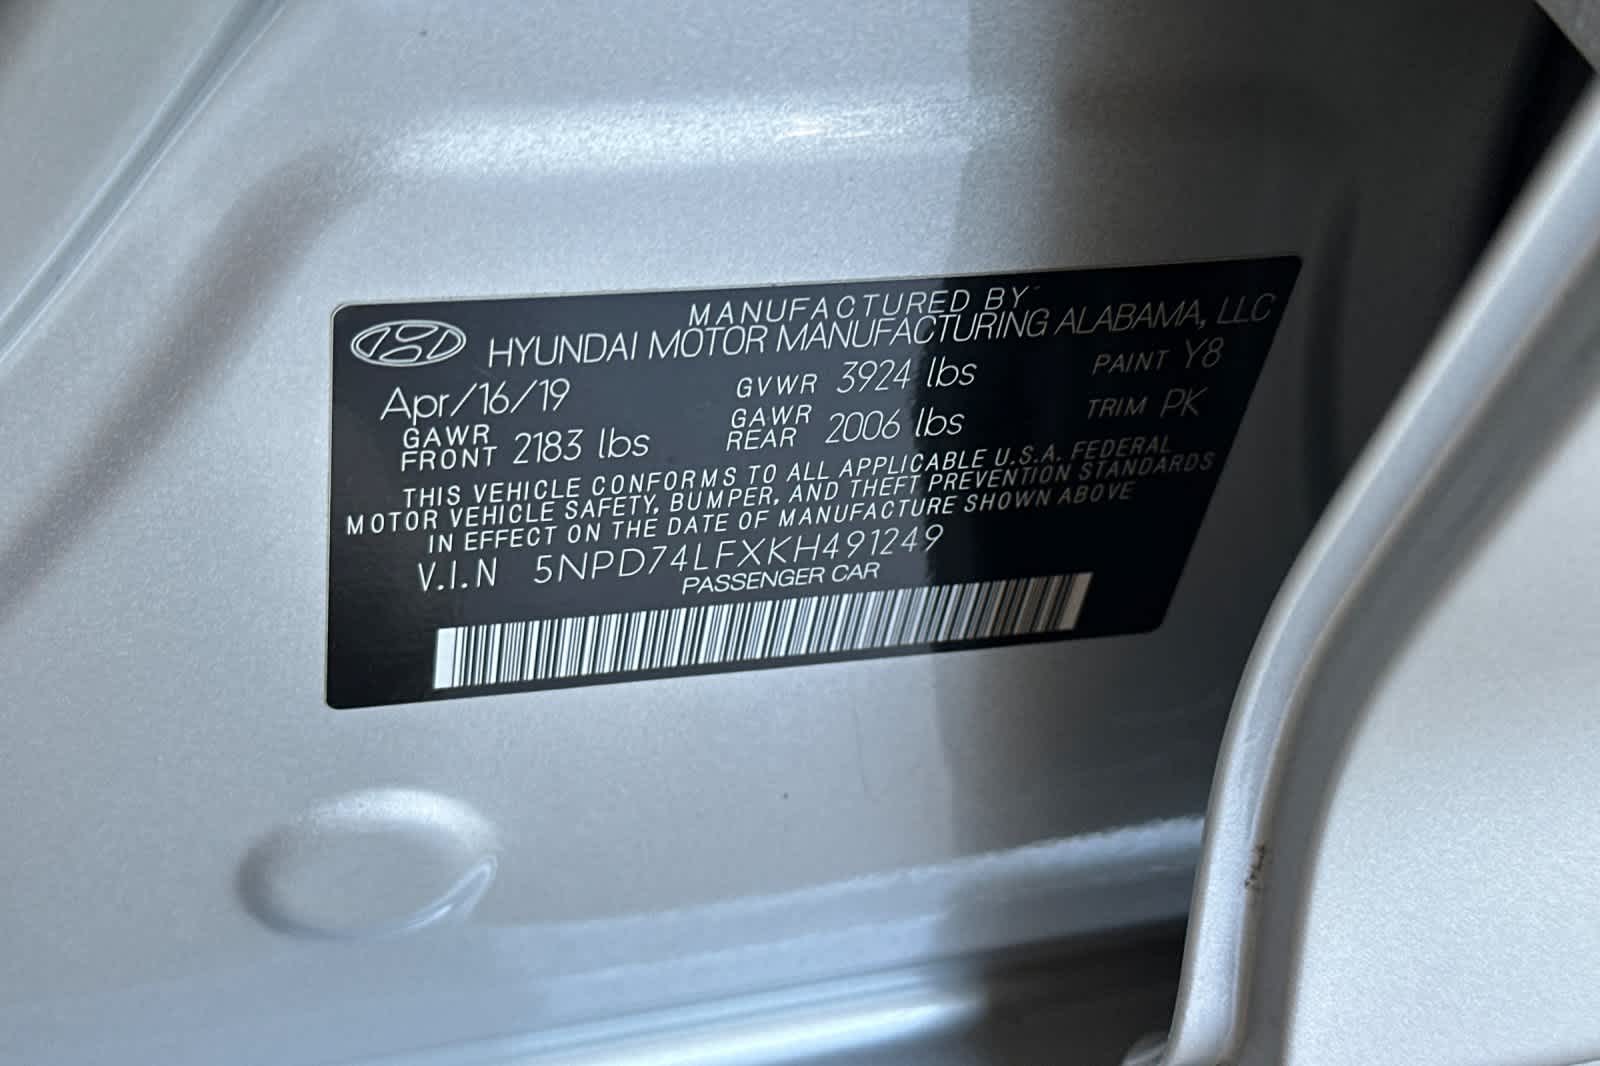 MANUFACTURED BY
HYUNDAI MOTOR MANUFACTURING ALABAMA, LLC
Apr/16/19 GVWR 3924 lbs PAINT Y8
GAWR FRONT 2183 lbs GAWR REAR 2006 lbs TRIM PK
THIS VEHICLE CONFORMS TO ALL APPLICABLE U.S.A. FEDERAL
MOTOR VEHICLE SAFETY, BUMPER, AND THEFT PREVENTION STANDARDS
IN EFFECT ON THE DATE OF MANUFACTURE SHOWN ABOVE
V.I.N 5NPD74LFXKH491249
PASSENGER CAR